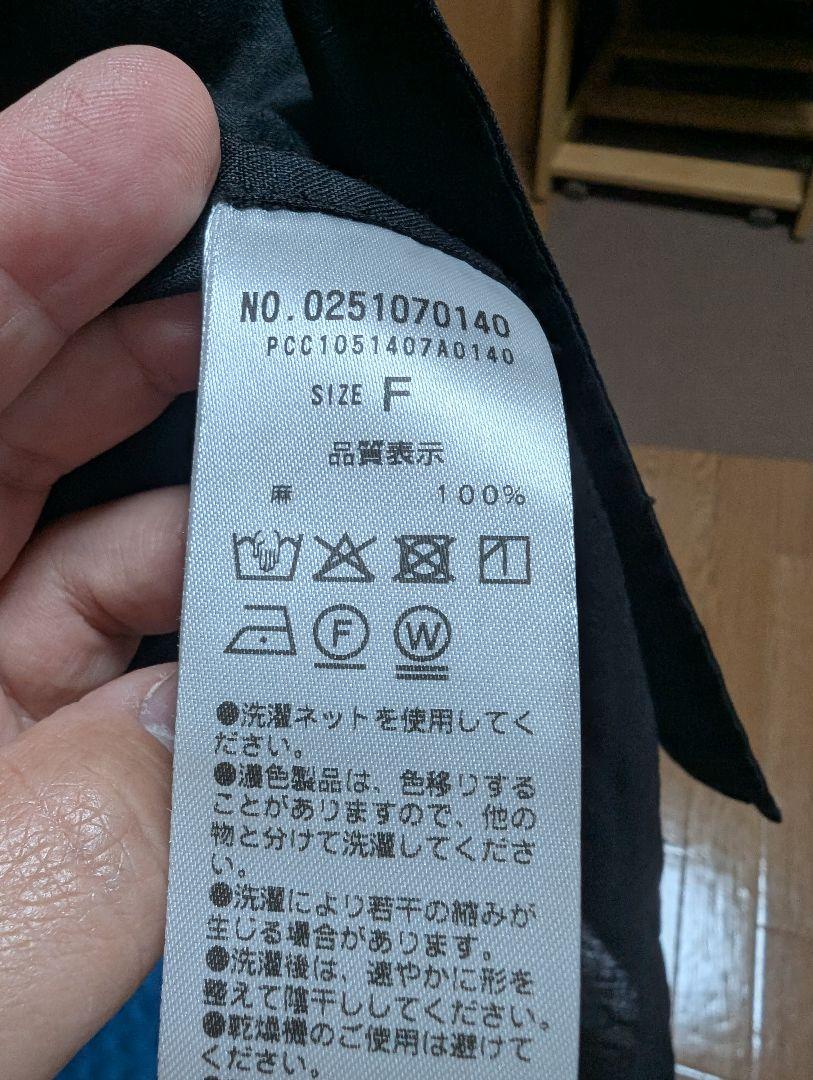 NO.0251070140
PCC1051407A0140
SIZE F
品質表示
麻 100%
F W
●洗濯ネットを使用してく
ださい。
●濃色製品は、色移りする
ことがありますので、他の
物と分けて洗濯してくださ
い。
●洗濯により若干の縮みが
生じる場合があります。
●洗濯後は、速やかに形を
整えて陰干ししてください。
●乾燥機のご使用は避けて
ください。